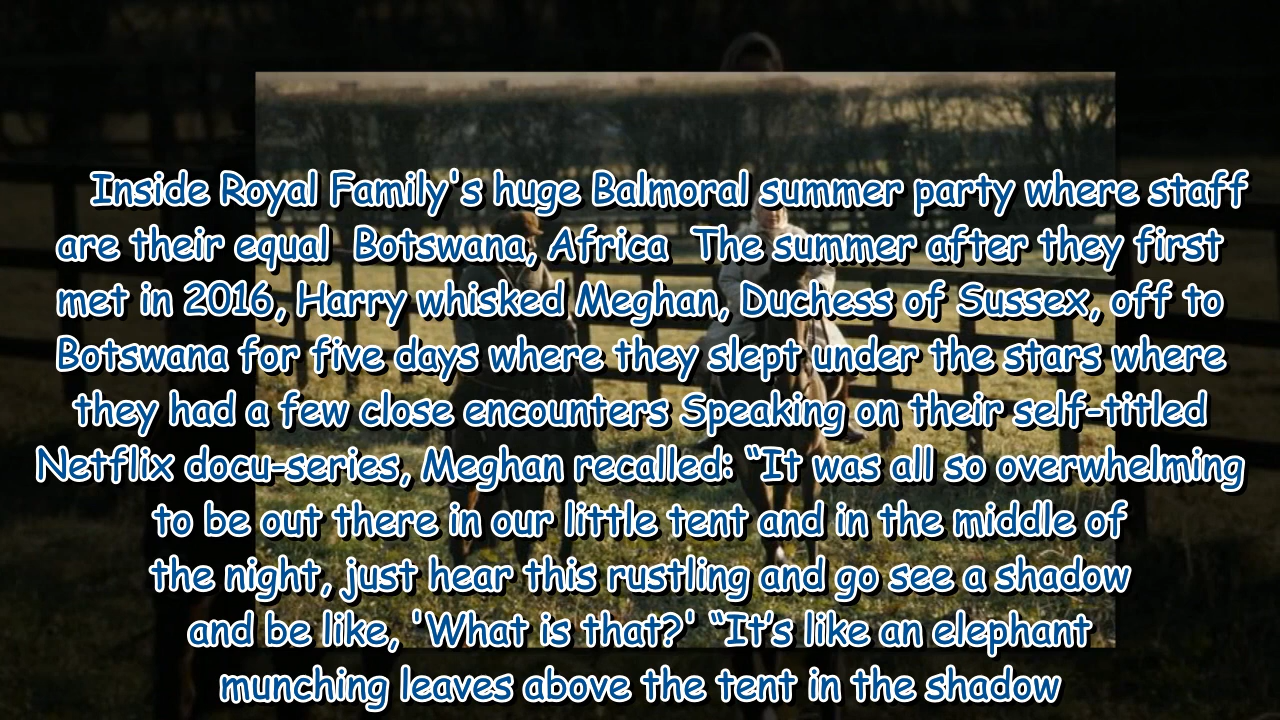 Inside Royal Family's huge Balmoral summer party where staff
are their equal  Botswana, Africa  The summer after they first
met in 2016, Harry whisked Meghan, Duchess of Sussex, off to
Botswana for five days where they slept under the stars where
they had a few close encounters Speaking on their self-titled
Netflix docu-series, Meghan recalled: “It was all so overwhelming
to be out there in our little tent and in the middle of
the night, just hear this rustling and go see a shadow
and be like, 'What is that?' “It’s like an elephant
munching leaves above the tent in the shadow